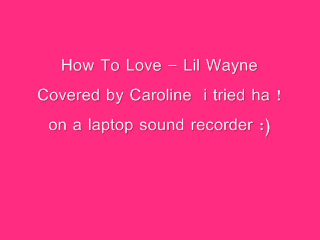 How To Love - Lil Wayne
Covered by Caroline  i tried ha !
on a laptop sound recorder :)